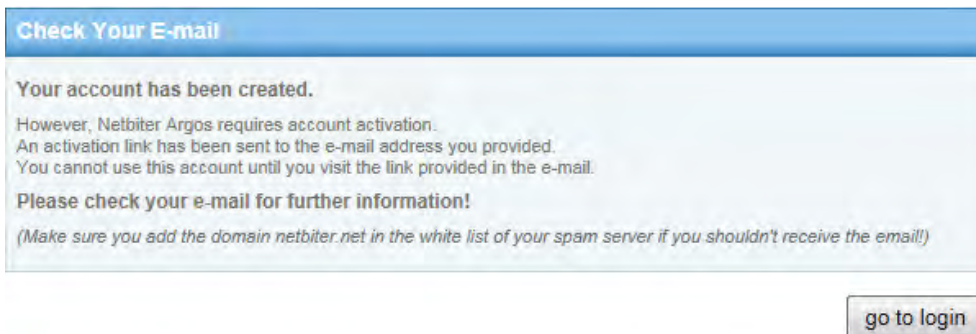 Check Your E-mail
Your account has been created.
However, Netbiter Argos requires account activation.
An activation link has been sent to the e-mail address you provided.
You cannot use this account until you visit the link provided in the e-mail.
Please check your e-mail for further information!
(Make sure you add the domain netbiter.net in the white list of your spam server if you shouldn't receive the email!)
go to login